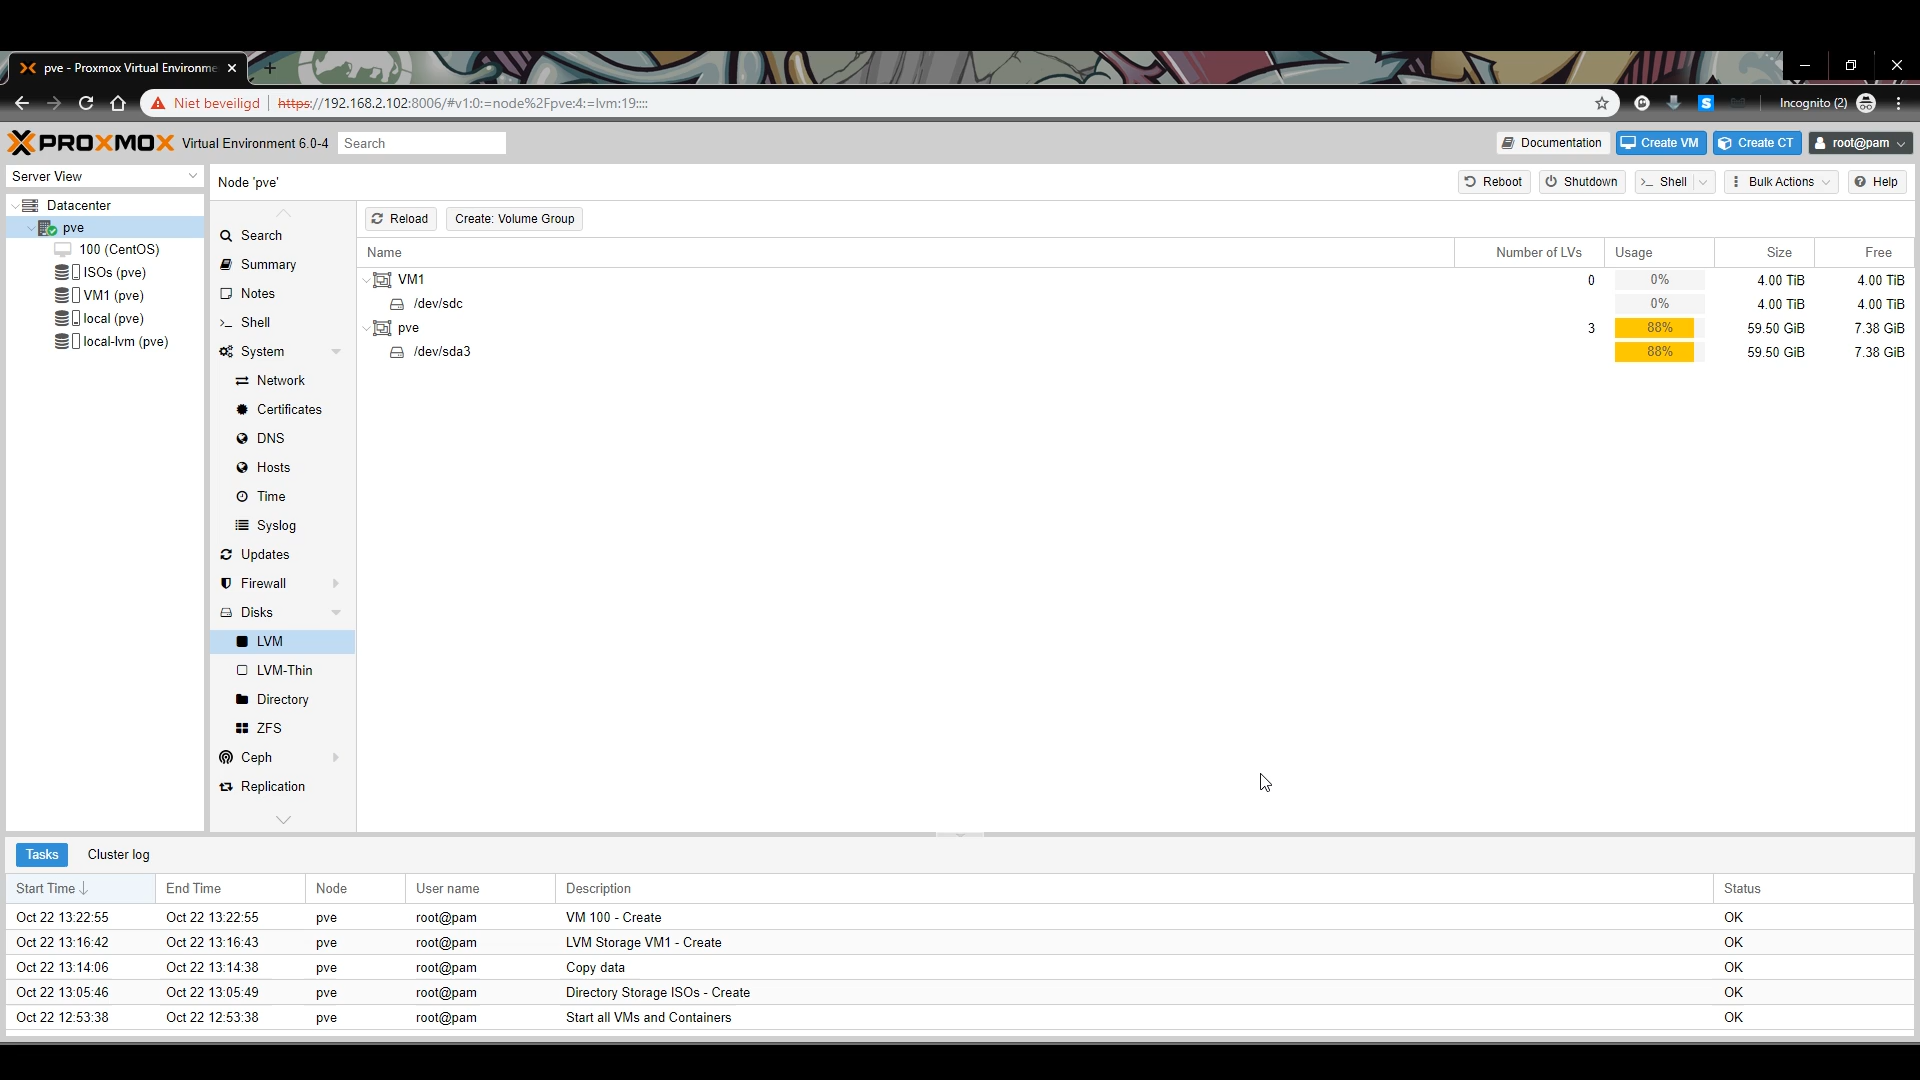 pve - Proxmox Virtual Environme
Niet beveiligd https://192.168.2.102:8006/#v1:0:=node%2Fpve:4:=lvm:19::::
Incognito (2)
PROXMOX Virtual Environment 6.0-4 Search
Documentation Create VM Create CT root@pam
Server View
Node 'pve'
Reboot Shutdown Shell Bulk Actions Help
Datacenter
pve
100 (CentOS)
ISOs (pve)
VM1 (pve)
local (pve)
local-lvm (pve)
Search
Summary
Notes
Shell
System
Network
Certificates
DNS
Hosts
Time
Syslog
Updates
Firewall
Disks
LVM
LVM-Thin
Directory
ZFS
Ceph
Replication
Reload Create: Volume Group
Name Number of LVs Usage Size Free
VM1 0 0% 4.00 TiB 4.00 TiB
/dev/sdc 0% 4.00 TiB 4.00 TiB
pve 3 88% 59.50 GiB 7.38 GiB
/dev/sda3 88% 59.50 GiB 7.38 GiB
Tasks Cluster log
Start Time End Time Node User name Description Status
Oct 22 13:22:55 Oct 22 13:22:55 pve root@pam VM 100 - Create OK
Oct 22 13:16:42 Oct 22 13:16:43 pve root@pam LVM Storage VM1 - Create OK
Oct 22 13:14:06 Oct 22 13:14:38 pve root@pam Copy data OK
Oct 22 13:05:46 Oct 22 13:05:49 pve root@pam Directory Storage ISOs - Create OK
Oct 22 12:53:38 Oct 22 12:53:38 pve root@pam Start all VMs and Containers OK